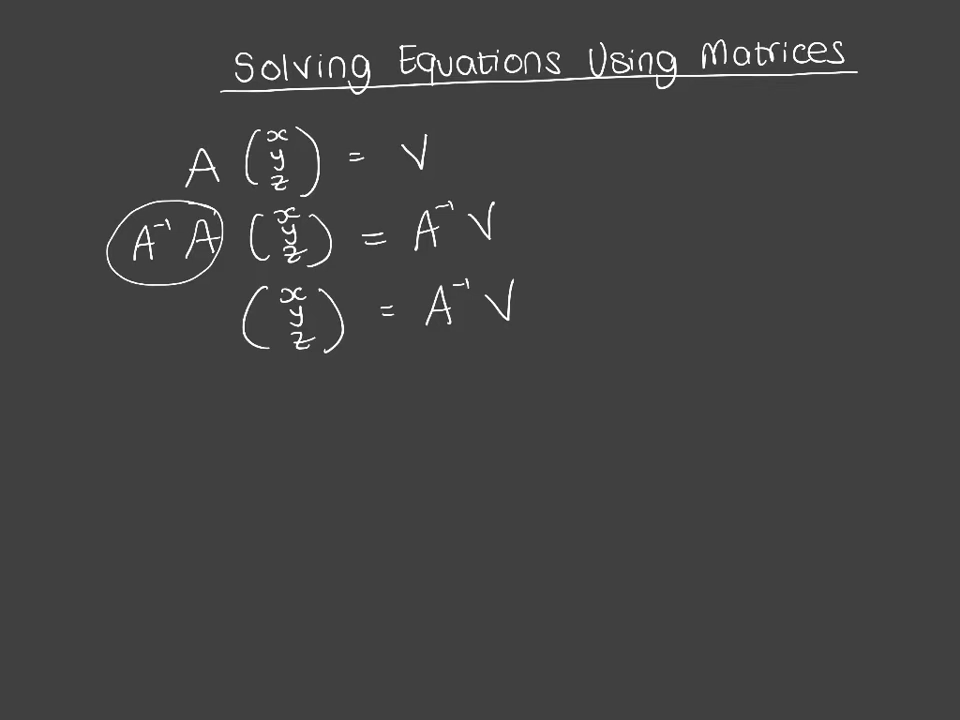 Solving Equations Using Matrices
A (x y z) = V
A⁻¹ A (x y z) = A⁻¹ V
(x y z) = A⁻¹ V